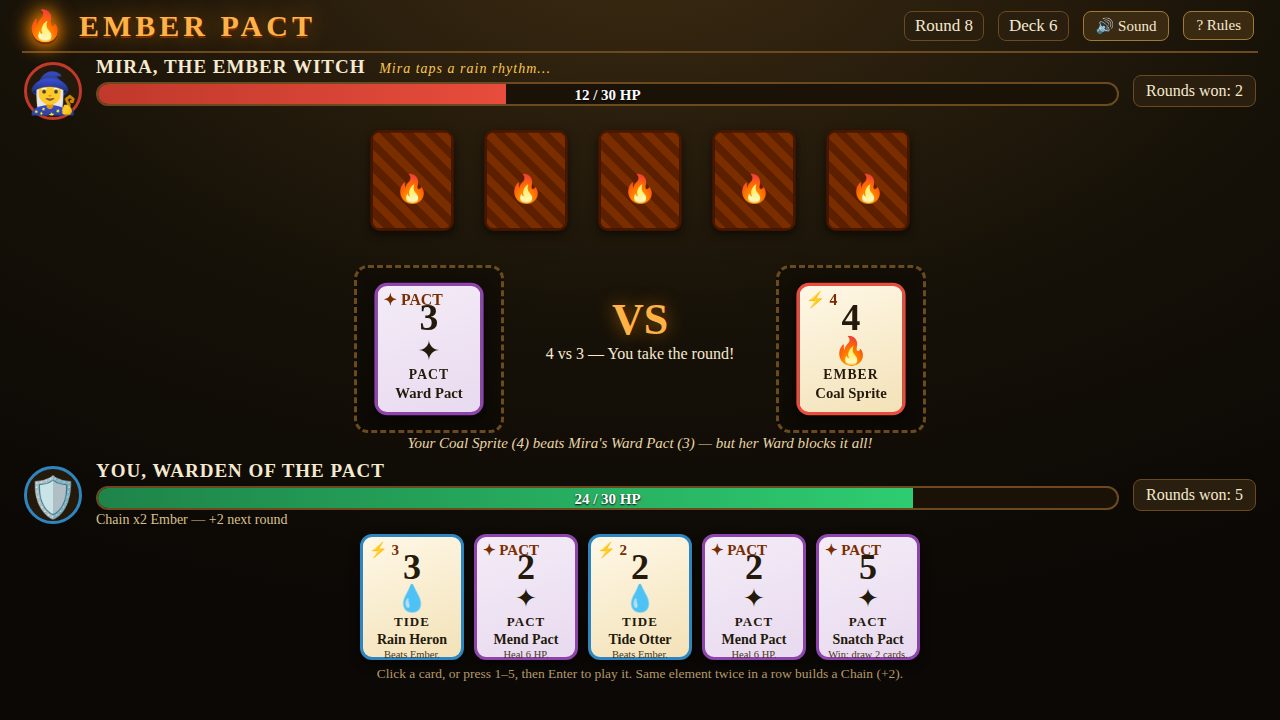 EMBER PACT
Round 8
Deck 6
Sound
? Rules
MIRA, THE EMBER WITCH
Mira taps a rain rhythm…
12 / 30 HP
Rounds won: 2
✦ PACT
3
✦
PACT
Ward Pact
VS
4 vs 3 — You take the round!
⚡ 4
4
EMBER
Coal Sprite
Your Coal Sprite (4) beats Mira's Ward Pact (3) — but her Ward blocks it all!
YOU, WARDEN OF THE PACT
24 / 30 HP
Rounds won: 5
Chain x2 Ember — +2 next round
⚡ 3
3
TIDE
Rain Heron
Beats Ember.
✦ PACT
2
✦
PACT
Mend Pact
Heal 6 HP.
⚡ 2
2
TIDE
Tide Otter
Beats Ember.
✦ PACT
2
✦
PACT
Mend Pact
Heal 6 HP.
✦ PACT
5
✦
PACT
Snatch Pact
Win: draw 2 cards.
Click a card, or press 1–5, then Enter to play it. Same element twice in a row builds a Chain (+2).